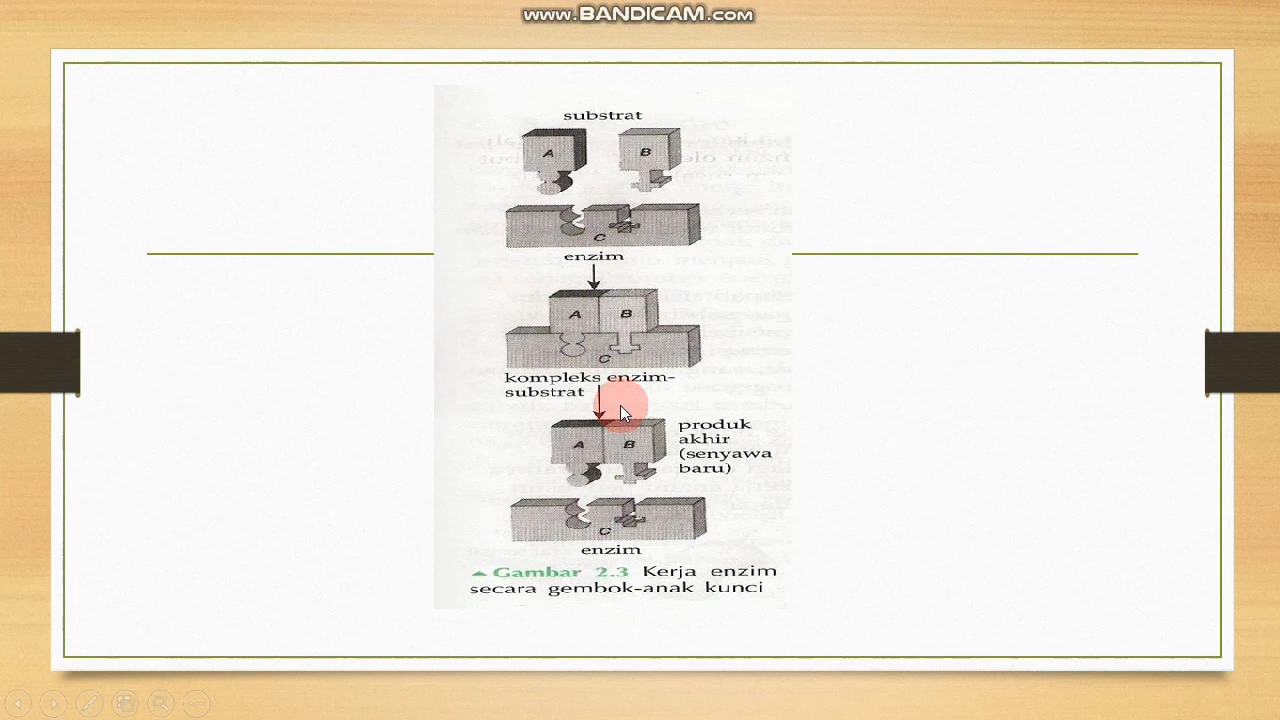 www.BANDICAM.com
substrat
A
B
C
enzim
A
B
C
kompleks enzim-
substrat
produk
akhir
(senyawa
baru)
A
B
C
enzim
Gambar 2.3 Kerja enzim
secara gembok-anak kunci